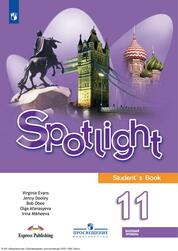 Spotlight
Student's Book
11
Virginia Evans
Jenny Dooley
Bob Obee
Olga Afanasyeva
Irina Mikheeva
Express Publishing
ПРОСВЕЩЕНИЕ
ИЗДАТЕЛЬСТВО
БАЗОВЫЙ
УРОВЕНЬ